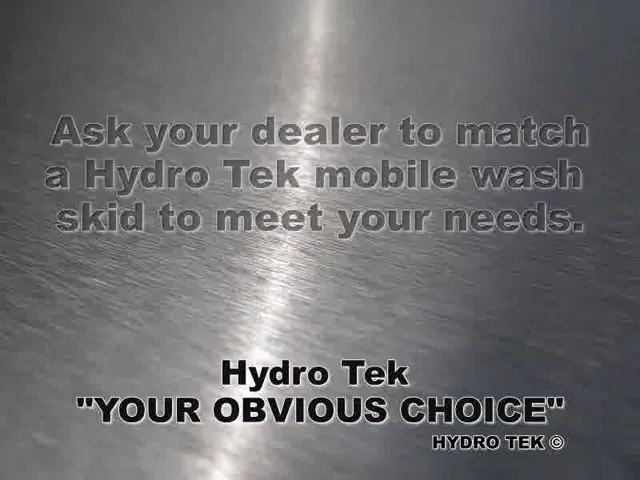 Ask your dealer to match
a Hydro Tek mobile wash
skid to meet your needs.
Hydro Tek
"YOUR OBVIOUS CHOICE"
HYDRO TEK ©